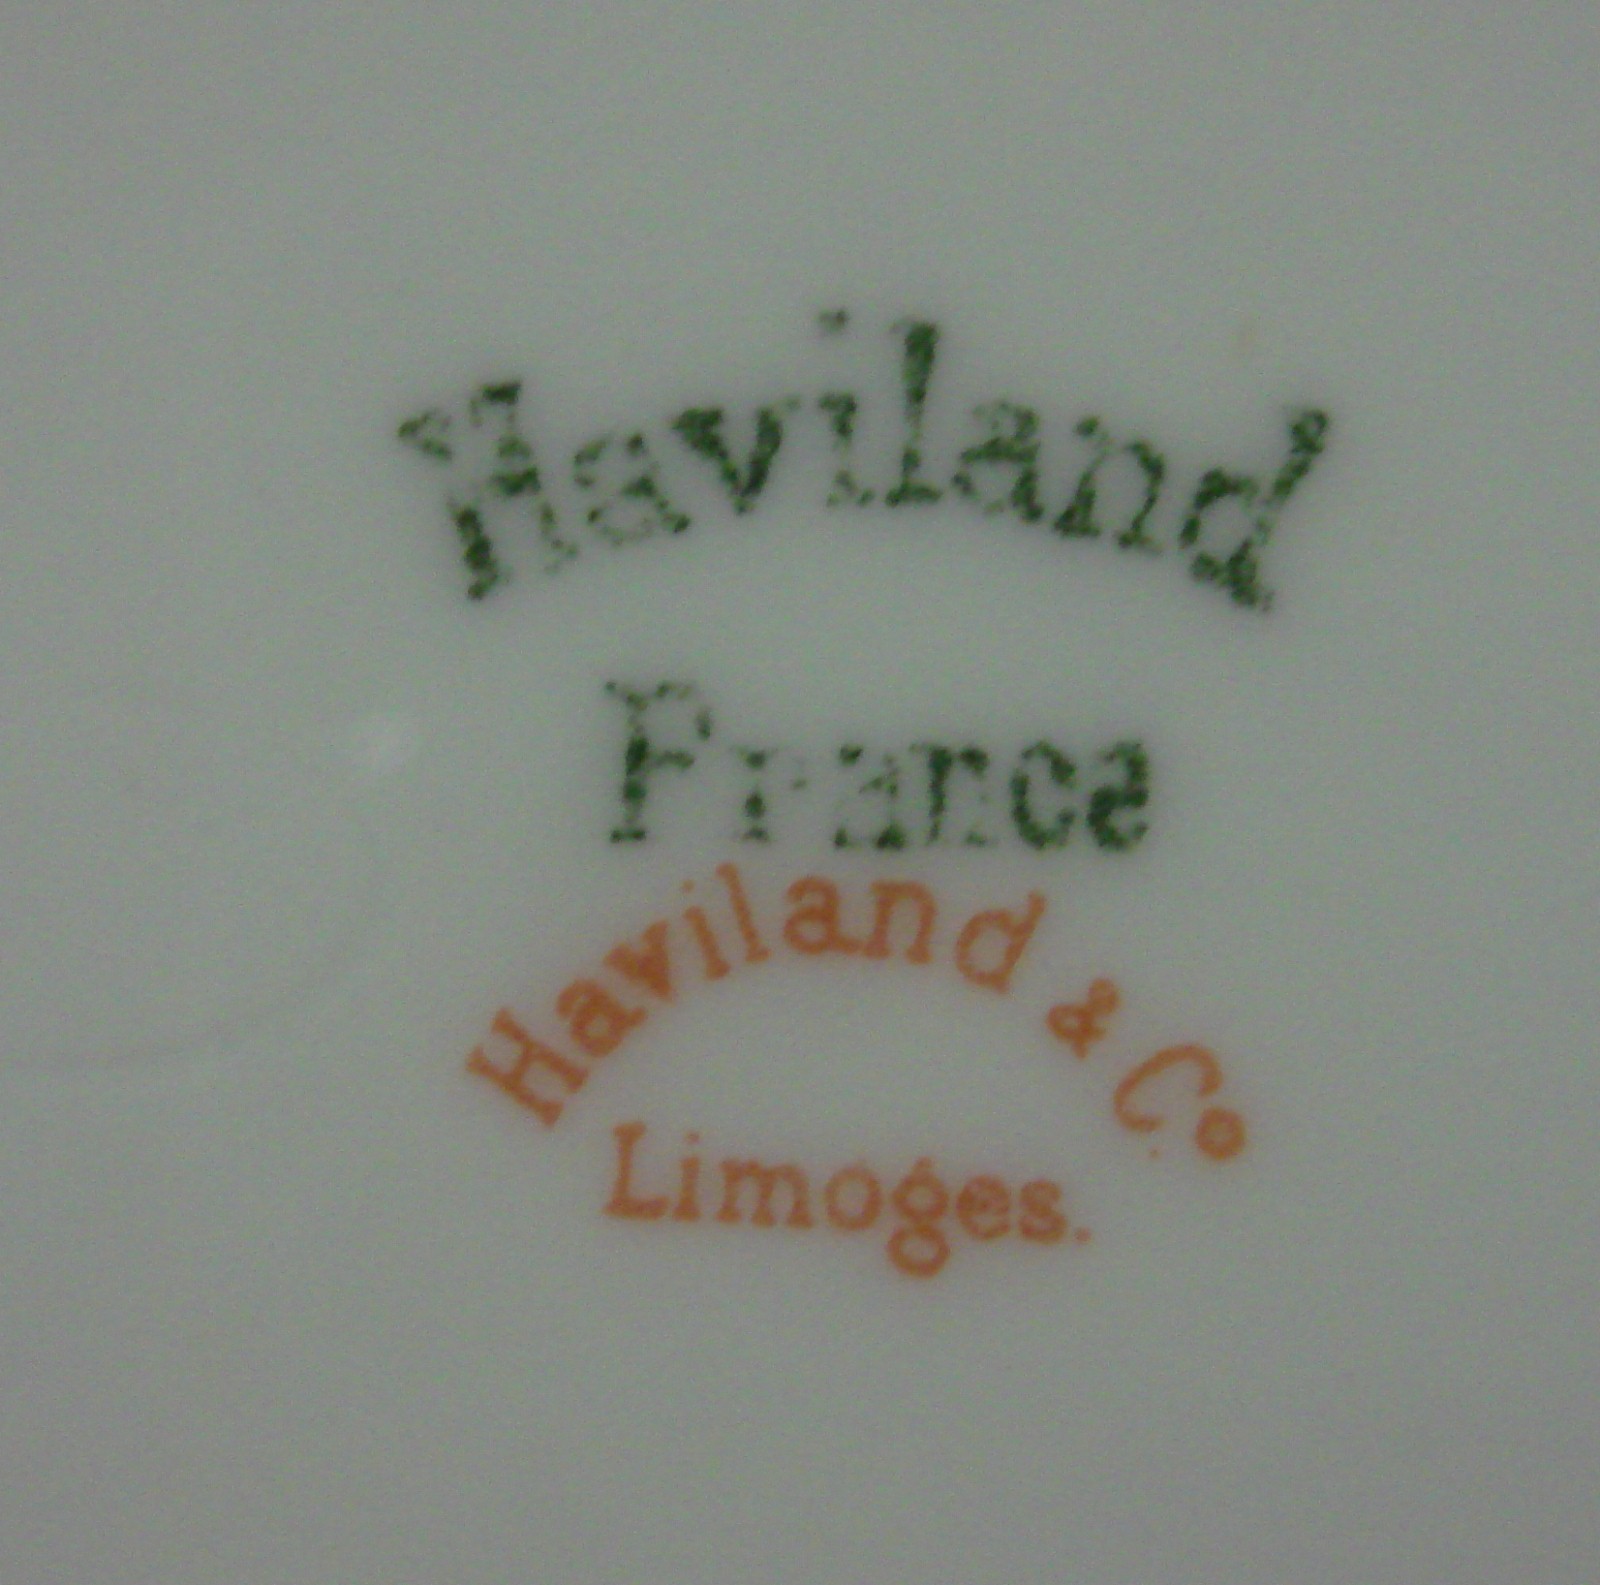 Haviland
France
Haviland & Co
Limoges.